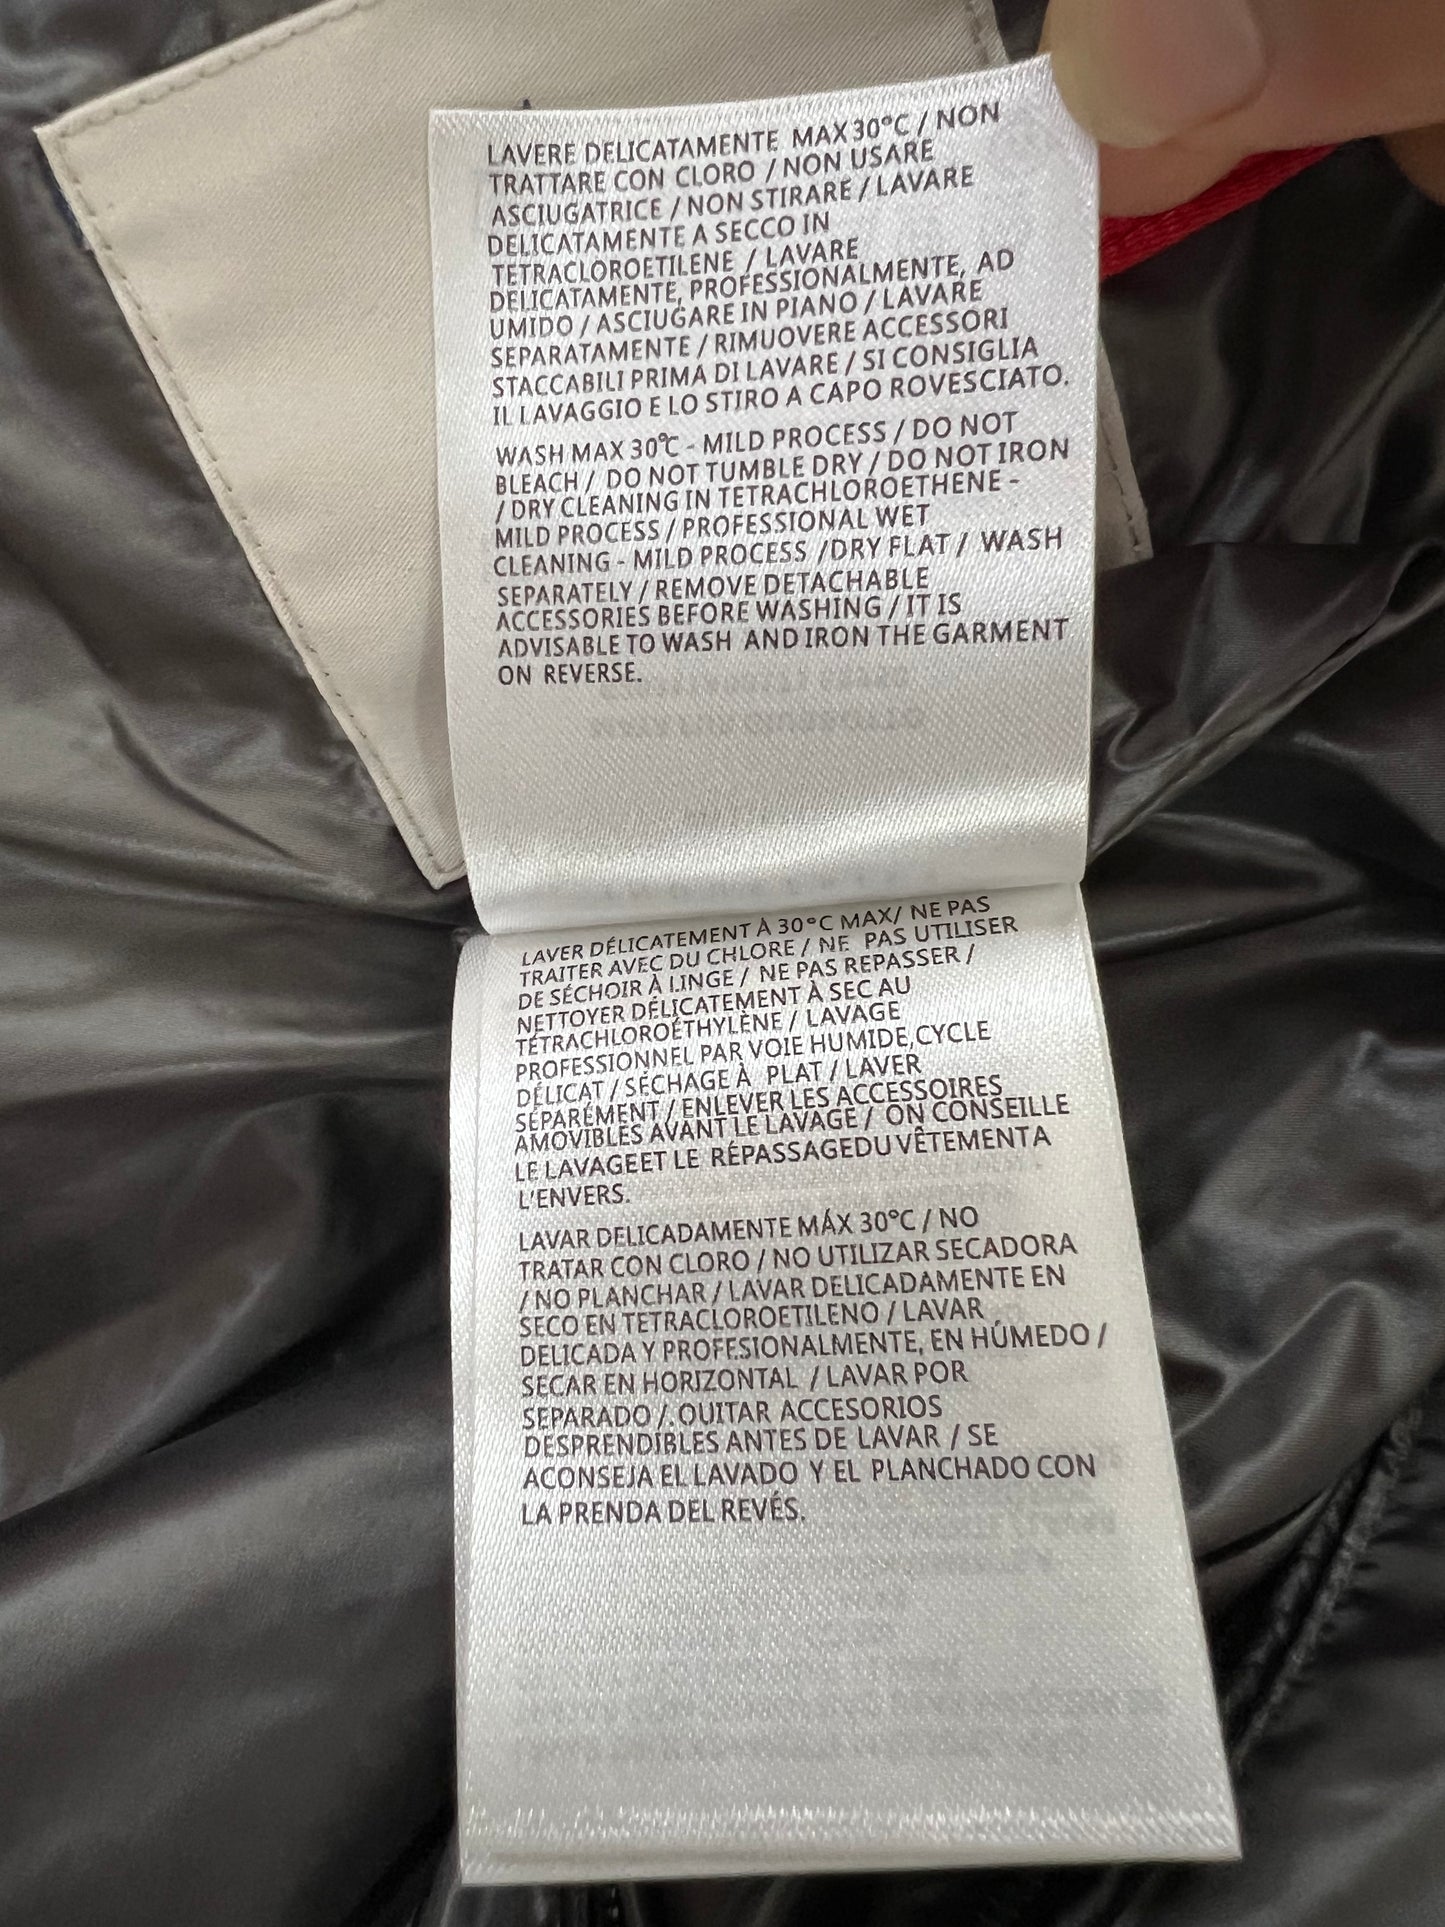 LAVERE DELICATAMENTE MAX 30°C / NON
TRATTARE CON CLORO / NON USARE
ASCIUGATRICE / NON STIRARE / LAVARE
DELICATAMENTE A SECCO IN
TETRACLOROETILENE / LAVARE
DELICATAMENTE, PROFESSIONALMENTE, AD
UMIDO / ASCIUGARE IN PIANO / LAVARE
SEPARATAMENTE / RIMUOVERE ACCESSORI
STACCABILI PRIMA DI LAVARE / SI CONSIGLIA
IL LAVAGGIO E LO STIRO A CAPO ROVESCIATO.
WASH MAX 30℃ - MILD PROCESS / DO NOT
BLEACH / DO NOT TUMBLE DRY / DO NOT IRON
/ DRY CLEANING IN TETRACHLOROETHENE -
MILD PROCESS / PROFESSIONAL WET
CLEANING - MILD PROCESS /DRY FLAT / WASH
SEPARATELY / REMOVE DETACHABLE
ACCESSORIES BEFORE WASHING / IT IS
ADVISABLE TO WASH AND IRON THE GARMENT
ON REVERSE.
LAVER DÉLICATEMENT À 30°C MAX/ NE PAS
TRAITER AVEC DU CHLORE / NE PAS UTILISER
DE SÉCHOIR À LINGE / NE PAS REPASSER /
NETTOYER DÉLICATEMENT À SEC AU
TÉTRACHLOROÉTHYLÈNE / LAVAGE
PROFESSIONNEL PAR VOIE HUMIDE,CYCLE
DÉLICAT / SÉCHAGE À PLAT / LAVER
SÉPARÉMENT / ENLEVER LES ACCESSOIRES
AMOVIBLES AVANT LE LAVAGE / ON CONSEILLE
LE LAVAGEET LE RÉPASSAGEDU VÊTEMENT A
L'ENVERS.
LAVAR DELICADAMENTE MÁX 30°C / NO
TRATAR CON CLORO / NO UTILIZAR SECADORA
/ NO PLANCHAR / LAVAR DELICADAMENTE EN
SECO EN TETRACLOROETILENO / LAVAR
DELICADA Y PROFESIONALMENTE, EN HÚMEDO /
SECAR EN HORIZONTAL / LAVAR POR
SEPARADO /.OUITAR ACCESORIOS
DESPRENDIBLES ANTES DE LAVAR / SE
ACONSEJA EL LAVADO Y EL PLANCHADO CON
LA PRENDA DEL REVÉS.